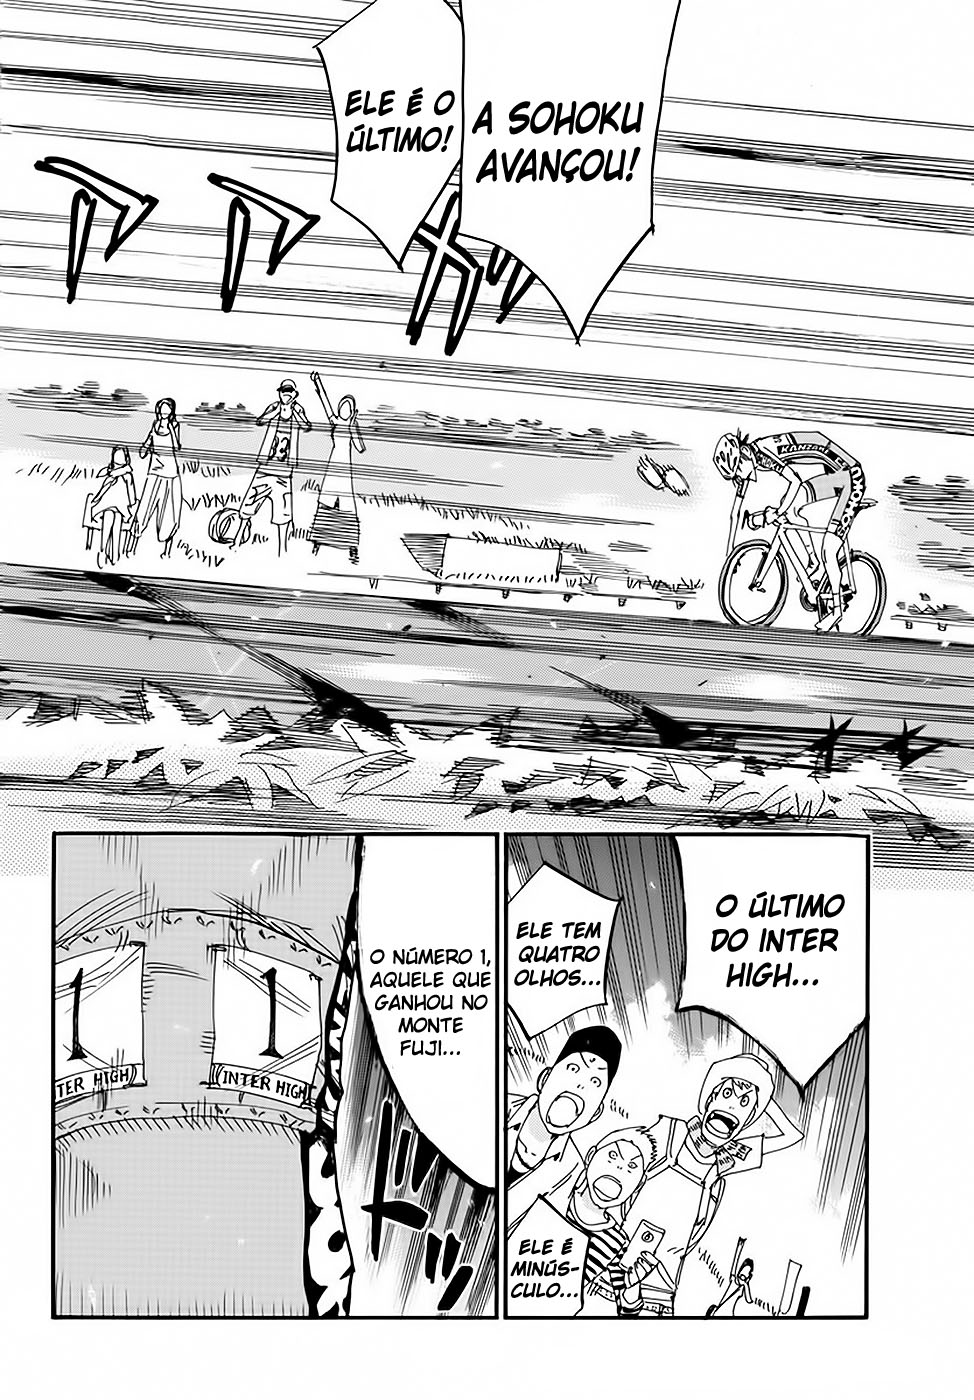 A SOHOKU
AVANÇOU!
ELE É O
ÚLTIMO!
O ÚLTIMO
DO INTER
HIGH...
ELE TEM
QUATRO
OLHOS...
ELE É
MINÚS-
CULO...
O NÚMERO 1,
AQUELE QUE
GANHOU NO
MONTE
FUJI...
1
1
TER HIGH)
(INTER HIGH